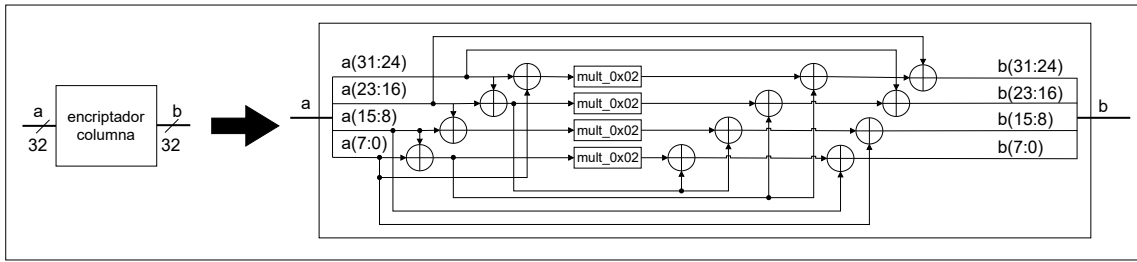 a
32
encriptador
columna
b
32
a
a(31:24)
a(23:16)
a(15:8)
a(7:0)
mult_0x02
mult_0x02
mult_0x02
mult_0x02
b(31:24)
b(23:16)
b(15:8)
b(7:0)
b